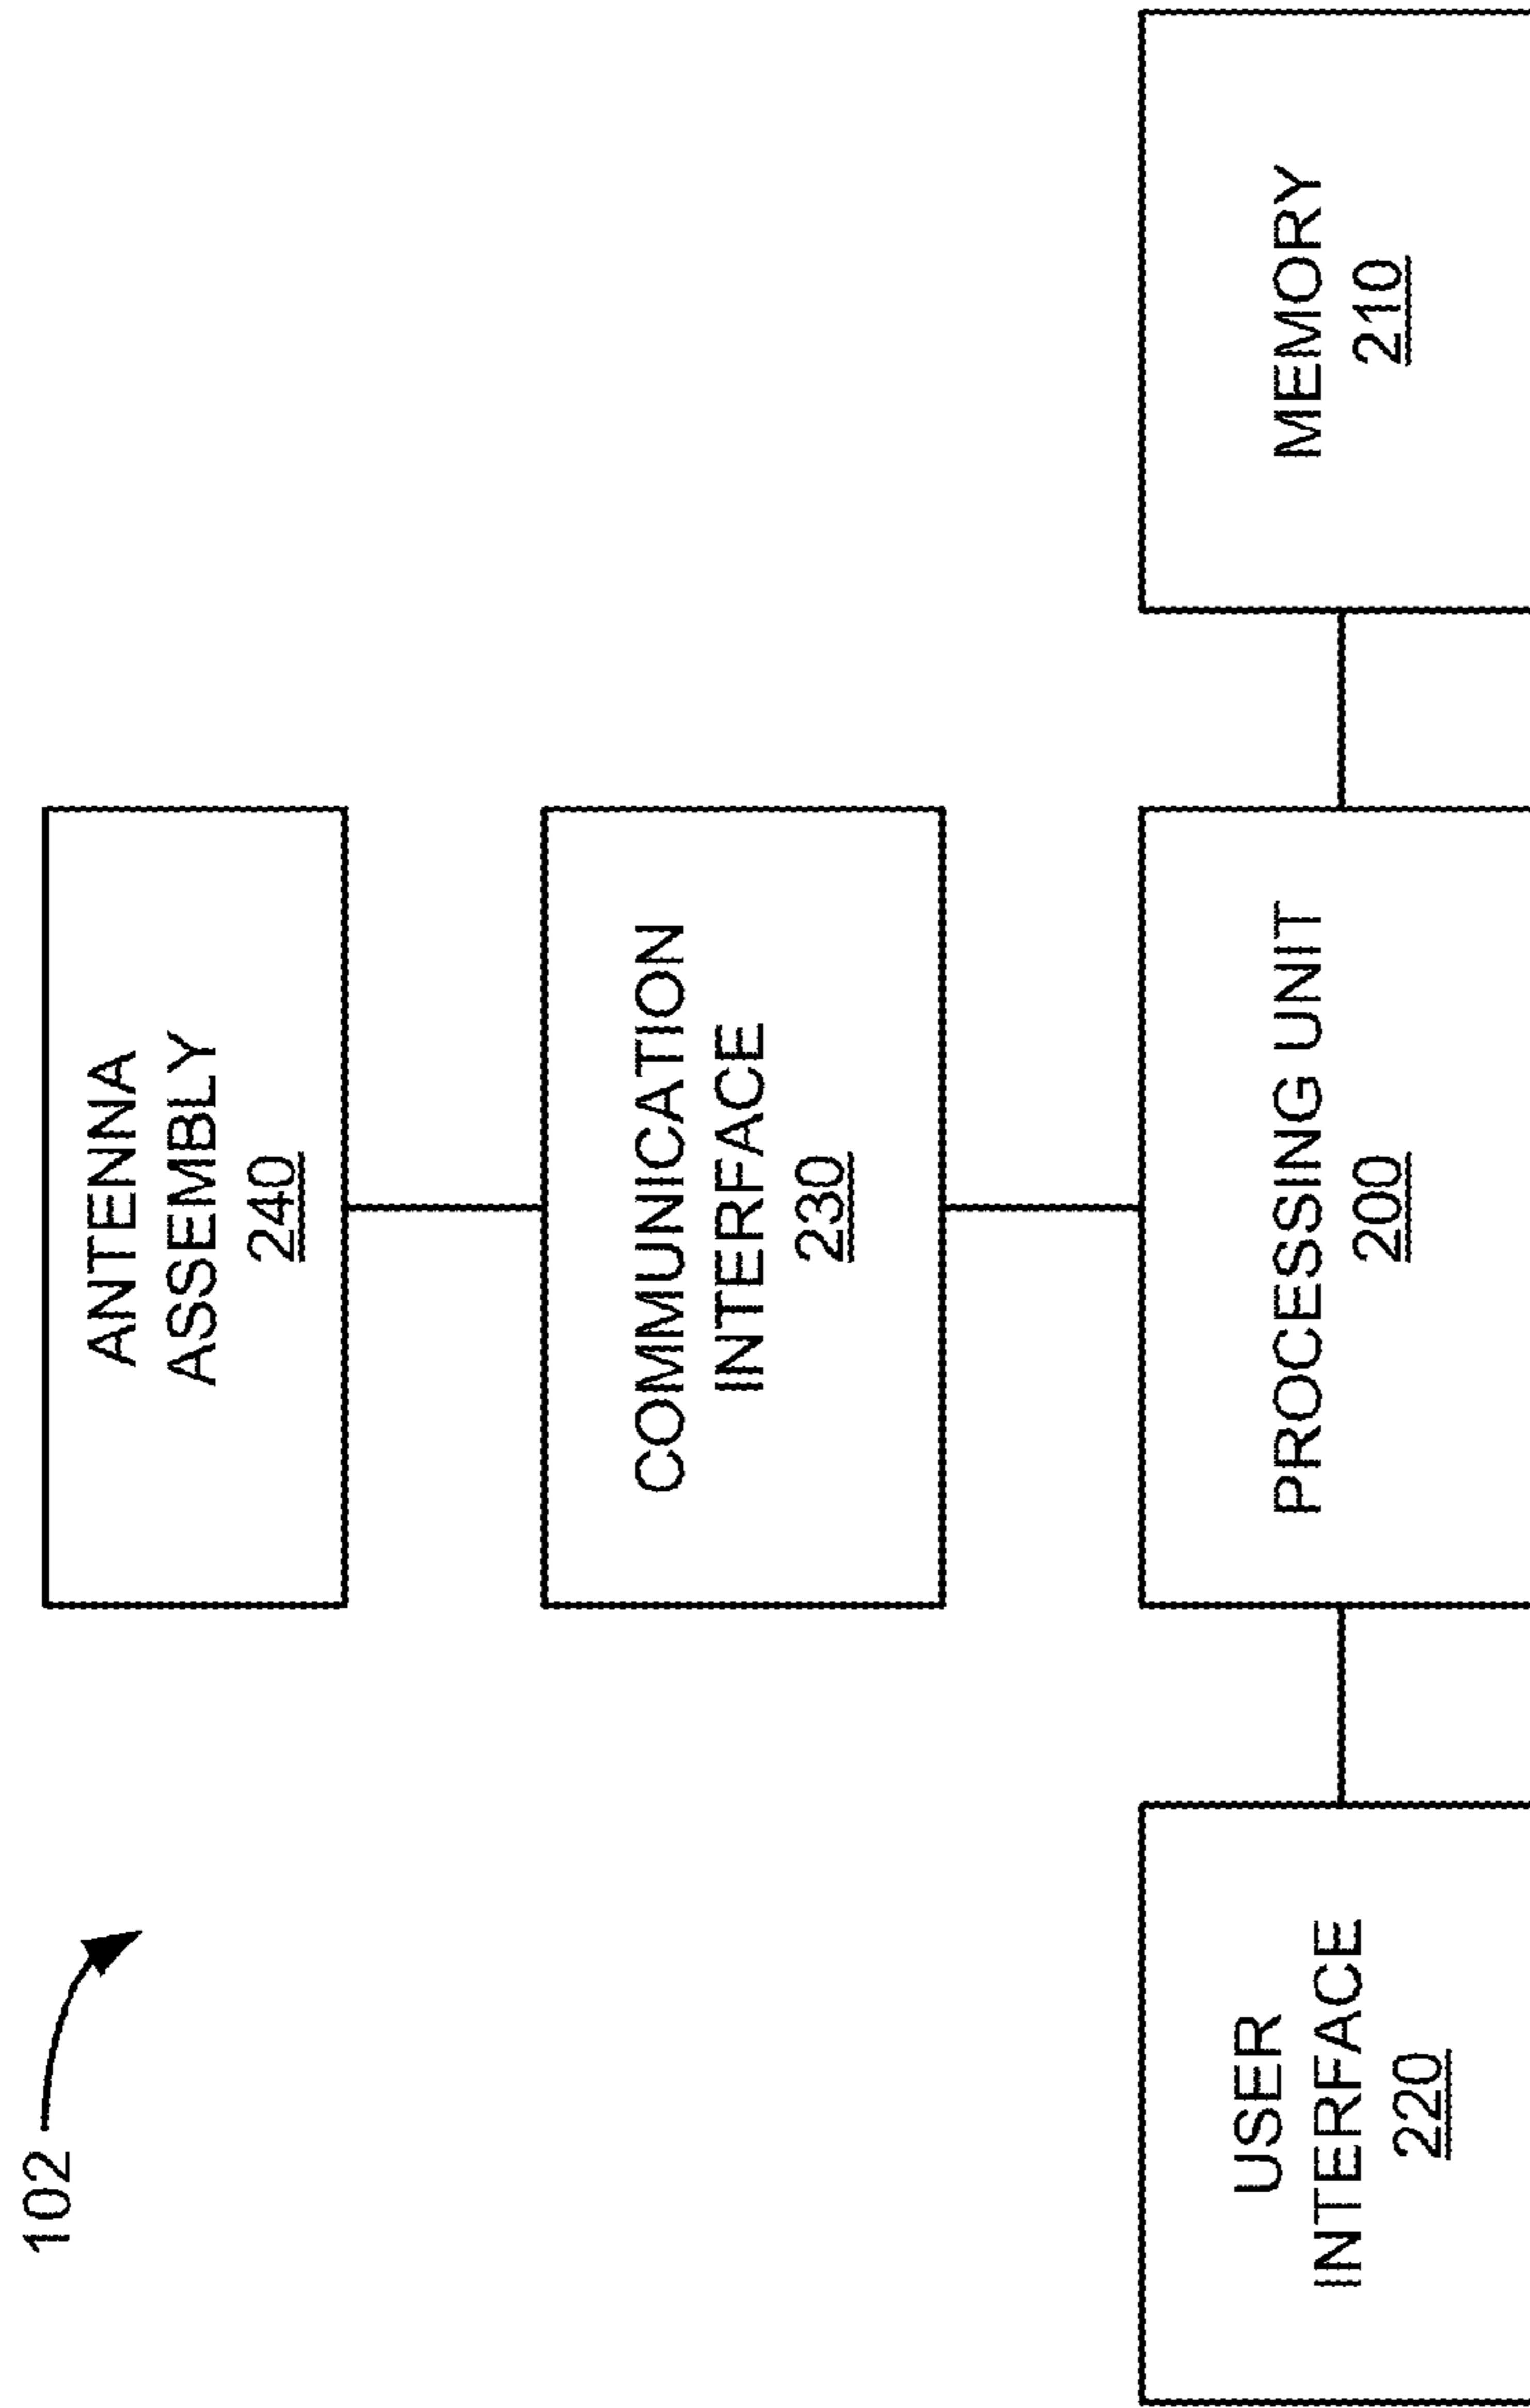 102
ANTENNA
ASSEMBLY
240
COMMUNICATION
INTERFACE
230
USER
INTERFACE
220
PROCESSING UNIT
200
MEMORY
210